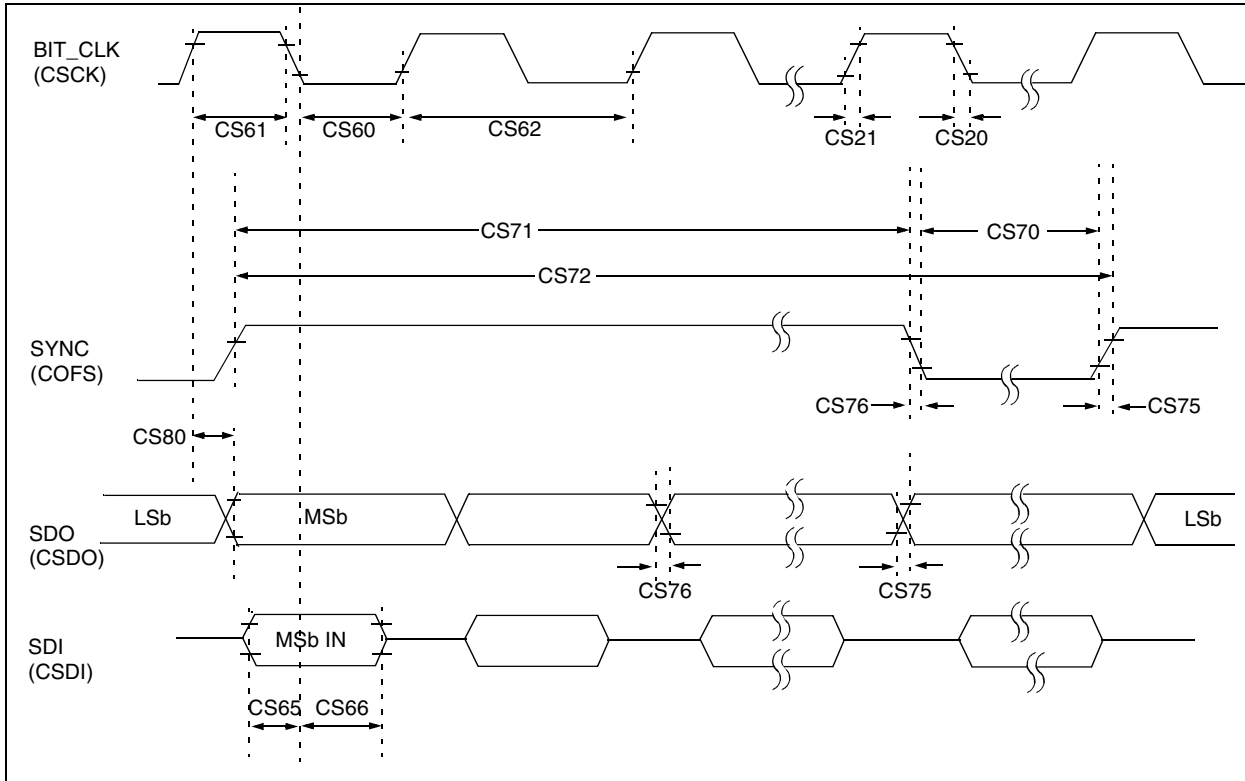 BIT_CLK
(CSCK)
CS61
CS60
CS62
CS21
CS20
CS71
CS70
CS72
SYNC
(COFS)
CS76
CS75
CS80
SDO
(CSDO)
LSb
MSb
LSb
CS76
CS75
SDI
(CSDI)
MSb IN
CS65
CS66